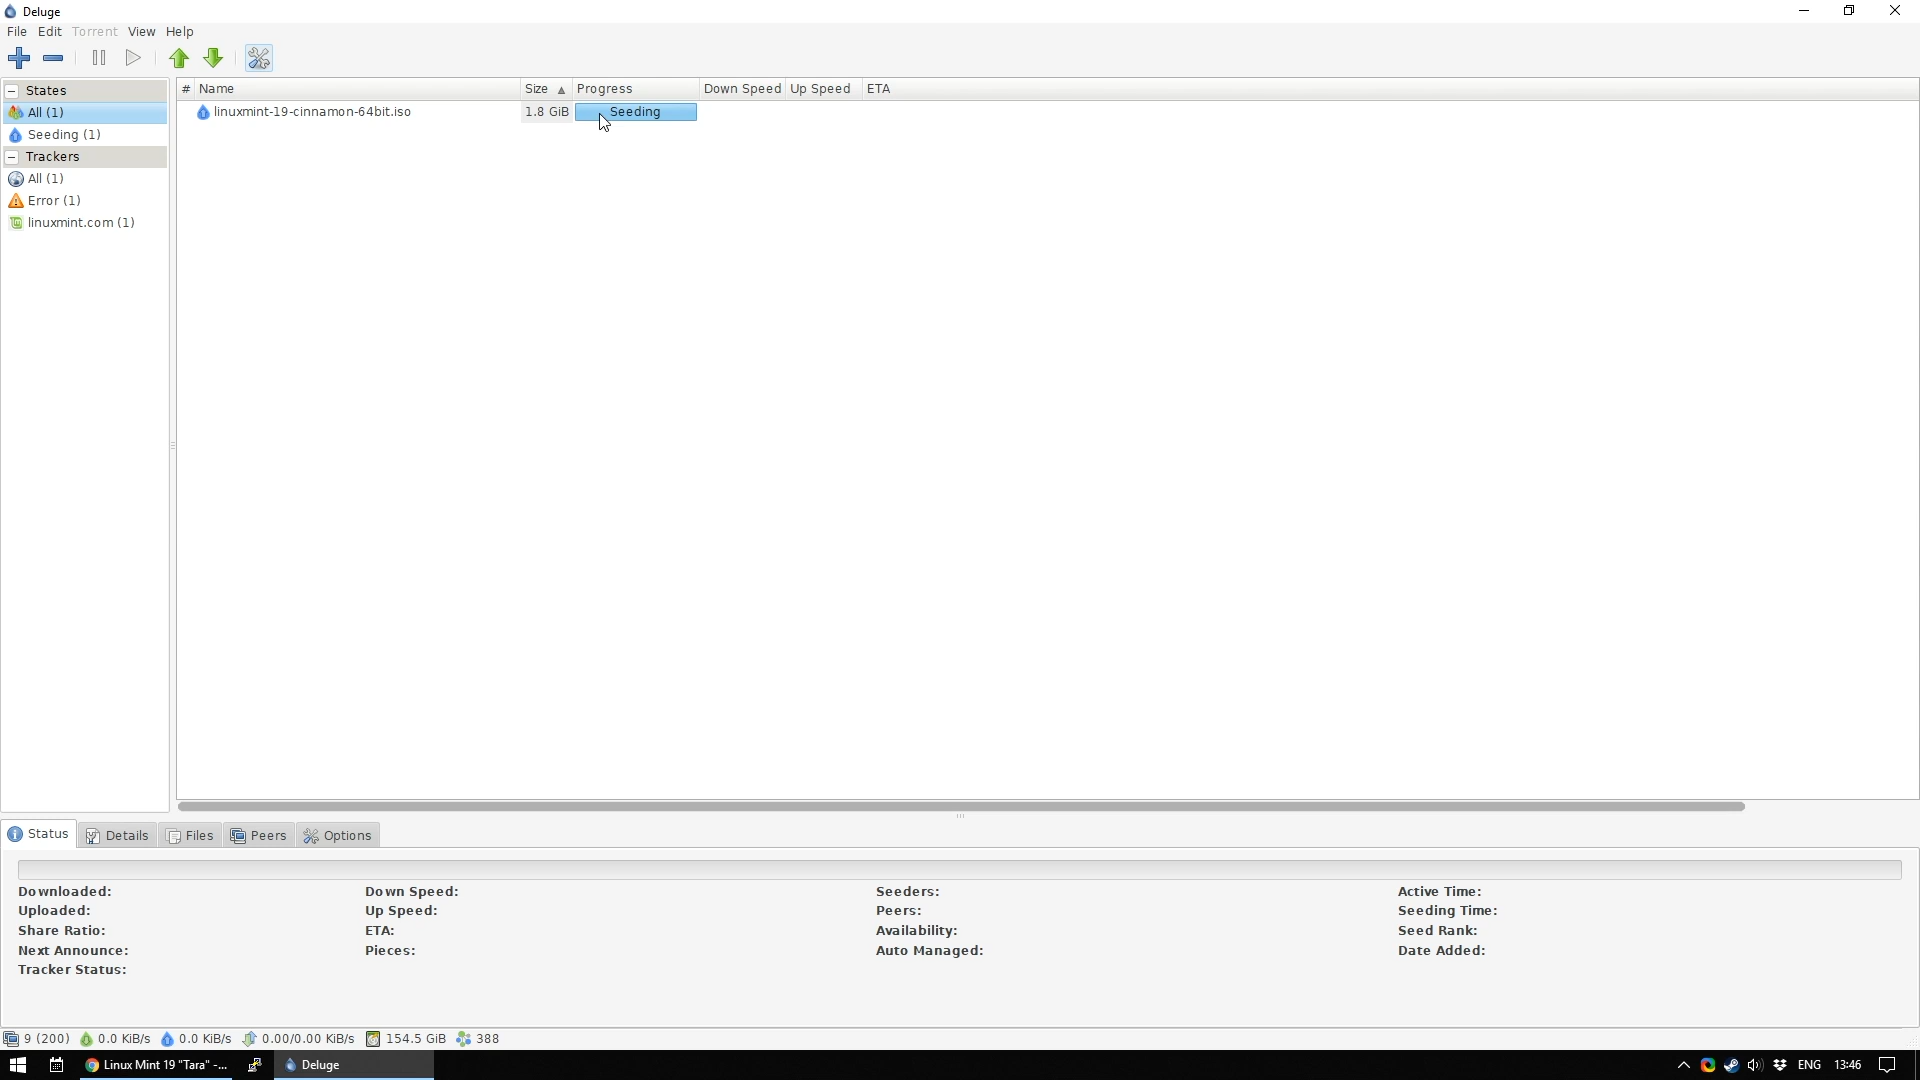 Deluge
File Edit Torrent View Help
States
All (1)
Seeding (1)
Trackers
All (1)
Error (1)
linuxmint.com (1)
# Name Size Progress Down Speed Up Speed ETA
linuxmint-19-cinnamon-64bit.iso 1.8 GiB Seeding
Status Details Files Peers Options
Downloaded: Down Speed: Seeders: Active Time:
Uploaded: Up Speed: Peers: Seeding Time:
Share Ratio: ETA: Availability: Seed Rank:
Next Announce: Pieces: Auto Managed: Date Added:
Tracker Status:
9 (200) 0.0 KiB/s 0.0 KiB/s 0.00/0.00 KiB/s 154.5 GiB 388
Linux Mint 19 "Tara" -... Deluge ENG 13:46